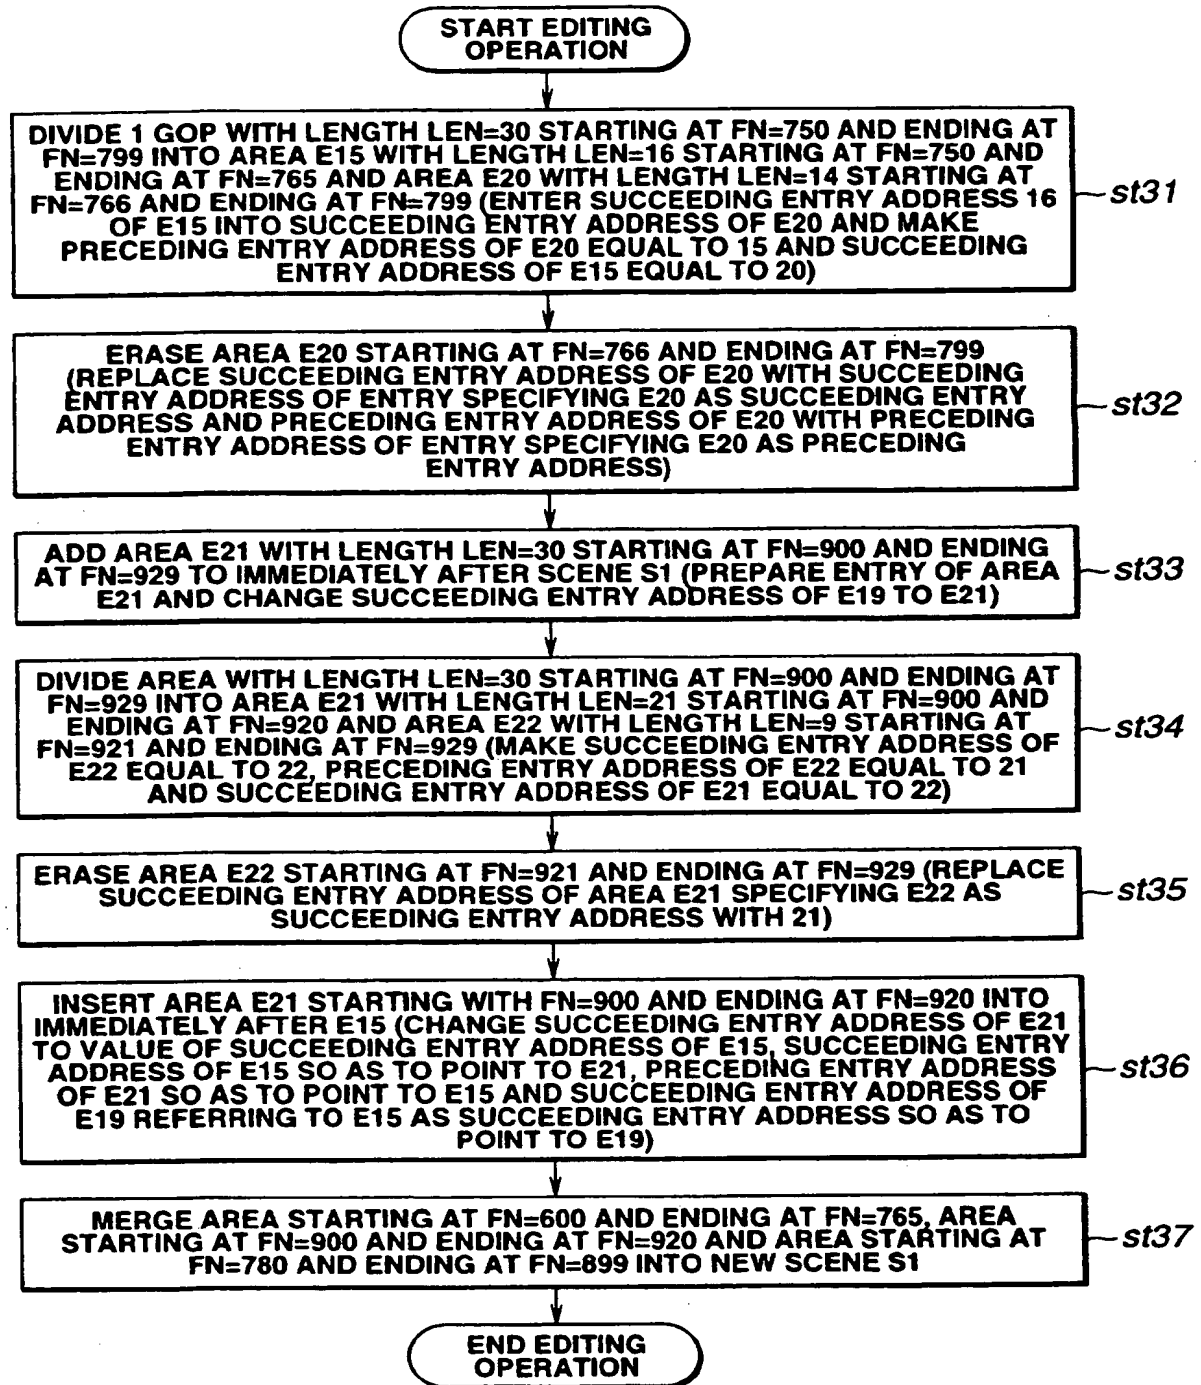 START EDITING
OPERATION
DIVIDE 1 GOP WITH LENGTH LEN=30 STARTING AT FN=750 AND ENDING AT
FN=799 INTO AREA E15 WITH LENGTH LEN=16 STARTING AT FN=750 AND
ENDING AT FN=765 AND AREA E20 WITH LENGTH LEN=14 STARTING AT
FN=766 AND ENDING AT FN=799 (ENTER SUCCEEDING ENTRY ADDRESS 16
OF E15 INTO SUCCEEDING ENTRY ADDRESS OF E20 AND MAKE
PRECEDING ENTRY ADDRESS OF E20 EQUAL TO 15 AND SUCCEEDING
ENTRY ADDRESS OF E15 EQUAL TO 20)
st31
ERASE AREA E20 STARTING AT FN=766 AND ENDING AT FN=799
(REPLACE SUCCEEDING ENTRY ADDRESS OF E20 WITH SUCCEEDING
ENTRY ADDRESS OF ENTRY SPECIFYING E20 AS SUCCEEDING ENTRY
ADDRESS AND PRECEDING ENTRY ADDRESS OF E20 WITH PRECEDING
ENTRY ADDRESS OF ENTRY SPECIFYING E20 AS PRECEDING
ENTRY ADDRESS)
st32
ADD AREA E21 WITH LENGTH LEN=30 STARTING AT FN=900 AND ENDING
AT FN=929 TO IMMEDIATELY AFTER SCENE S1 (PREPARE ENTRY OF AREA
E21 AND CHANGE SUCCEEDING ENTRY ADDRESS OF E19 TO E21)
st33
DIVIDE AREA WITH LENGTH LEN=30 STARTING AT FN=900 AND ENDING AT
FN=929 INTO AREA E21 WITH LENGTH LEN=21 STARTING AT FN=900 AND
ENDING AT FN=920 AND AREA E22 WITH LENGTH LEN=9 STARTING AT
FN=921 AND ENDING AT FN=929 (MAKE SUCCEEDING ENTRY ADDRESS OF
E22 EQUAL TO 22, PRECEDING ENTRY ADDRESS OF E22 EQUAL TO 21
AND SUCCEEDING ENTRY ADDRESS OF E21 EQUAL TO 22)
st34
ERASE AREA E22 STARTING AT FN=921 AND ENDING AT FN=929 (REPLACE
SUCCEEDING ENTRY ADDRESS OF AREA E21 SPECIFYING E22 AS
SUCCEEDING ENTRY ADDRESS WITH 21)
st35
INSERT AREA E21 STARTING WITH FN=900 AND ENDING AT FN=920 INTO
IMMEDIATELY AFTER E15 (CHANGE SUCCEEDING ENTRY ADDRESS OF E21
TO VALUE OF SUCCEEDING ENTRY ADDRESS OF E15, SUCCEEDING ENTRY
ADDRESS OF E15 SO AS TO POINT TO E21, PRECEDING ENTRY ADDRESS
OF E21 SO AS TO POINT TO E15 AND SUCCEEDING ENTRY ADDRESS OF
E19 REFERRING TO E15 AS SUCCEEDING ENTRY ADDRESS SO AS TO
POINT TO E19)
st36
MERGE AREA STARTING AT FN=600 AND ENDING AT FN=765, AREA
STARTING AT FN=900 AND ENDING AT FN=920 AND AREA STARTING AT
FN=780 AND ENDING AT FN=899 INTO NEW SCENE S1
st37
END EDITING
OPERATION